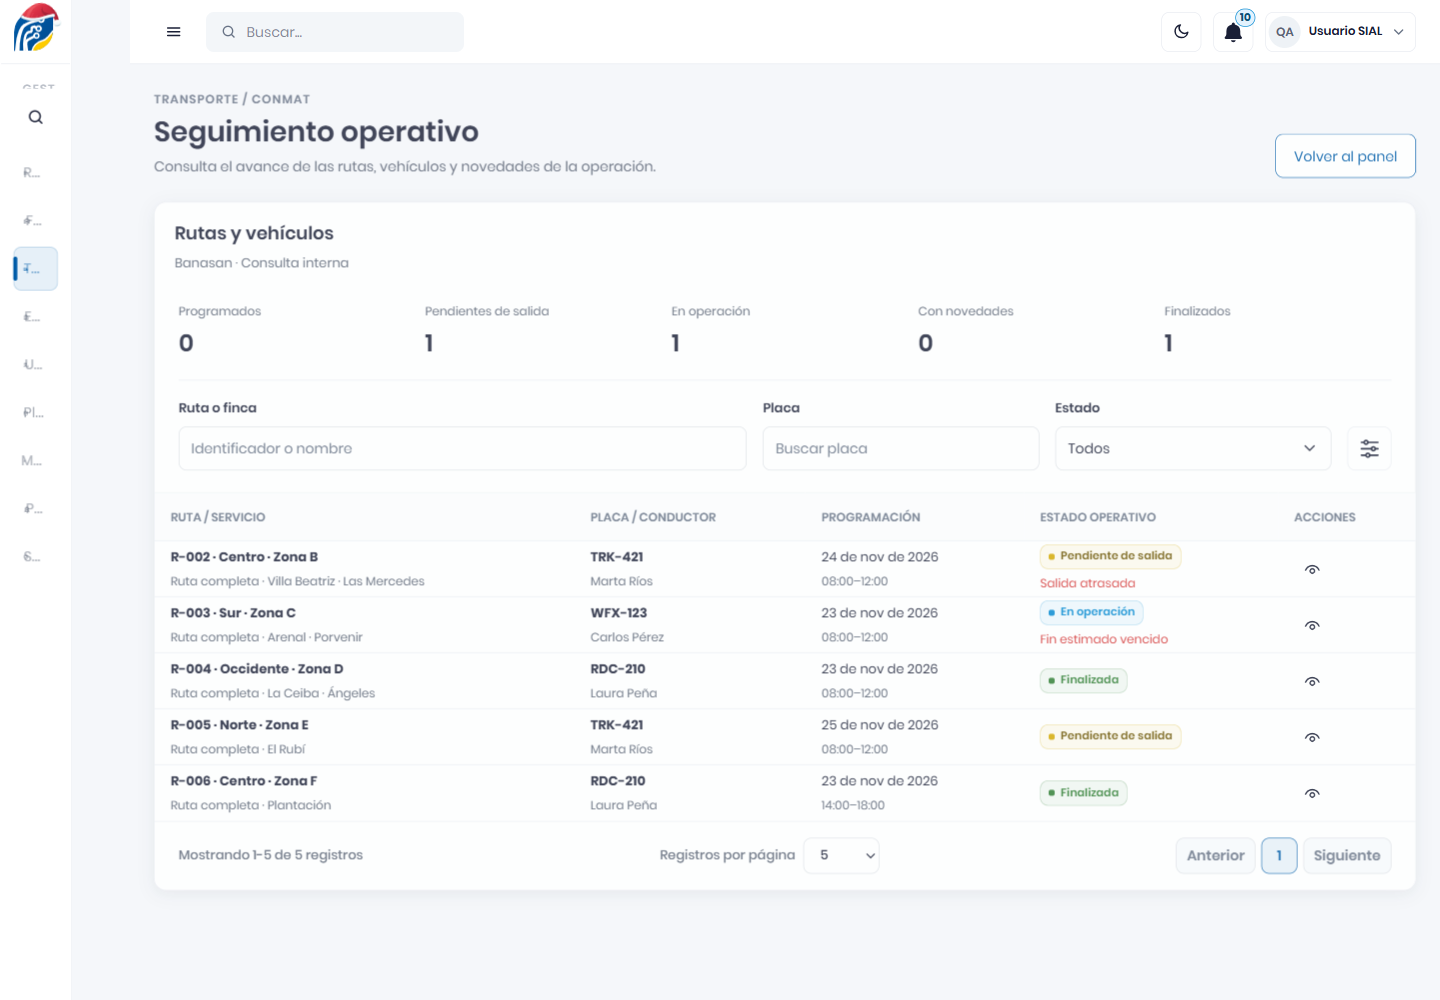 Buscar...
10
QA
Usuario SIAL
TRANSPORTE / CONMAT
Seguimiento operativo
Consulta el avance de las rutas, vehículos y novedades de la operación.
Volver al panel
R...
U...
Pl...
M...
P...
Rutas y vehículos
Banasan · Consulta interna
Programados
0
Pendientes de salida
1
En operación
1
Con novedades
0
Finalizados
1
Ruta o finca
Placa
Estado
Identificador o nombre
Buscar placa
Todos
RUTA / SERVICIO
PLACA / CONDUCTOR
PROGRAMACIÓN
ESTADO OPERATIVO
ACCIONES
R-002 · Centro · Zona B
TRK-421
24 de nov de 2026
Pendiente de salida
Ruta completa · Villa Beatriz · Las Mercedes
Marta Ríos
08:00–12:00
Salida atrasada
R-003 · Sur · Zona C
WFX-123
23 de nov de 2026
En operación
Ruta completa · Arenal · Porvenir
Carlos Pérez
08:00–12:00
Fin estimado vencido
R-004 · Occidente · Zona D
RDC-210
23 de nov de 2026
Finalizada
Ruta completa · La Ceiba · Ángeles
Laura Peña
08:00–12:00
R-005 · Norte · Zona E
TRK-421
25 de nov de 2026
Pendiente de salida
Ruta completa · El Rubí
Marta Ríos
08:00–12:00
R-006 · Centro · Zona F
RDC-210
23 de nov de 2026
Finalizada
Ruta completa · Plantación
Laura Peña
14:00–18:00
Mostrando 1-5 de 5 registros
Registros por página
5
Anterior
1
Siguiente